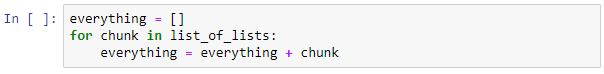 In [ ]: everything = []
for chunk in list_of_lists:
    everything = everything + chunk